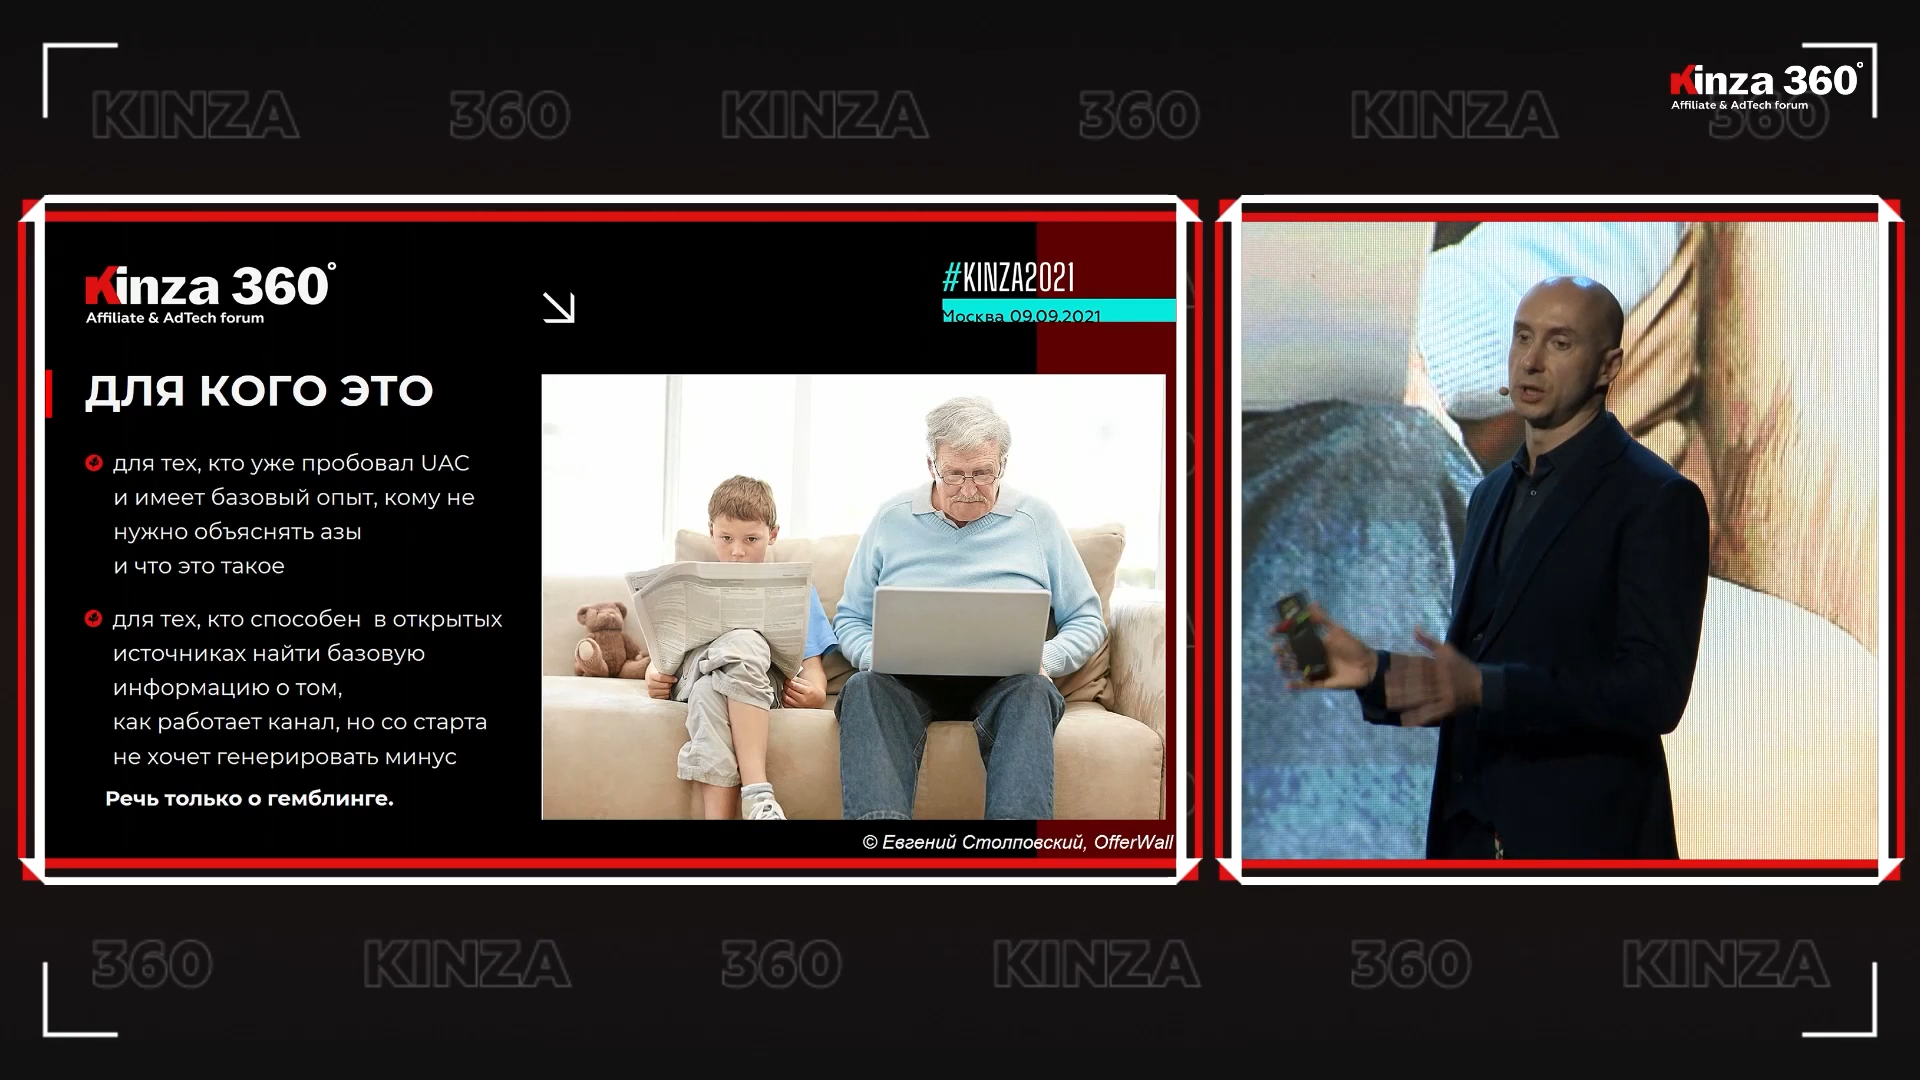 KINZA 360 KINZA 360 KINZA 360
Kinza 360°
Affiliate & AdTech forum
Kinza 360°
Affiliate & AdTech forum
#KINZA2021
Москва 09.09.2021
ДЛЯ КОГО ЭТО
для тех, кто уже пробовал UAC
и имеет базовый опыт, кому не
нужно объяснять азы
и что это такое
для тех, кто способен в открытых
источниках найти базовую
информацию о том,
как работает канал, но со старта
не хочет генерировать минус
Речь только о гемблинге.
© Евгений Столповский, OfferWall
360 KINZA 360 KINZA 360 KINZA